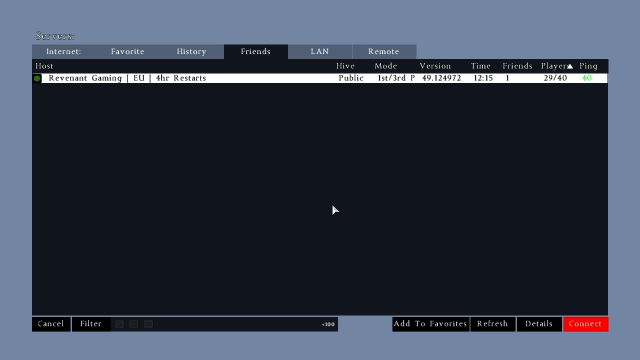 Servers:
Internet: Favorite History Friends LAN Remote
Host Hive Mode Version Time Friends Player Ping
Revenant Gaming | EU | 4hr Restarts Public 1st/3rd P 49.124972 12:15 1 29/40 40
Cancel Filter <100 Add To Favorites Refresh Details Connect